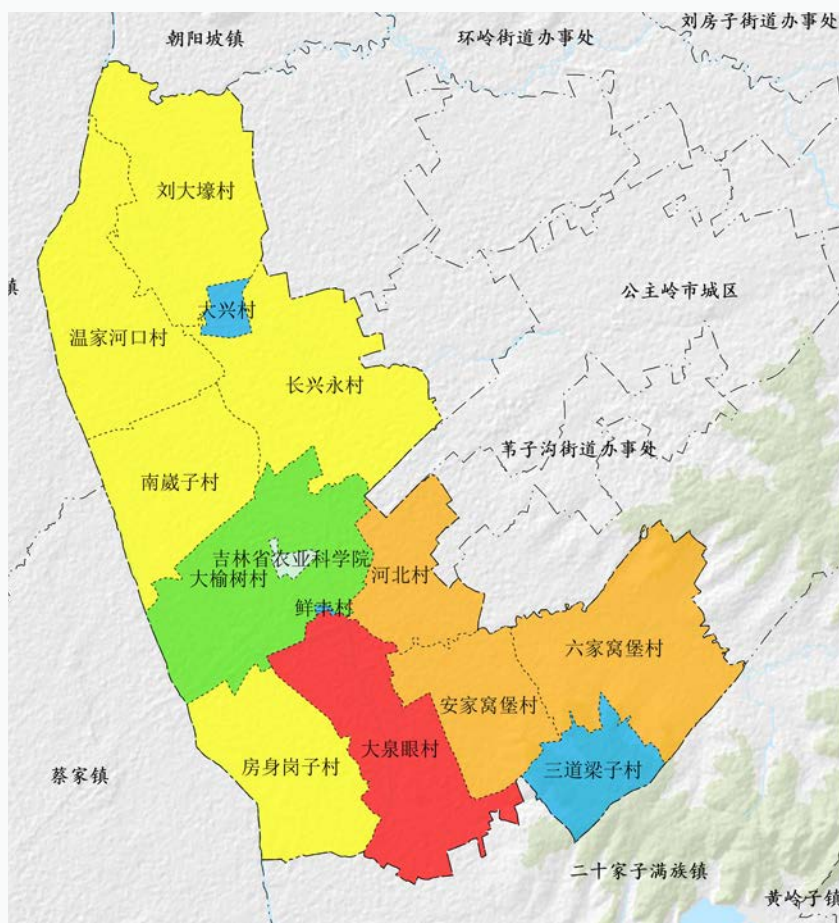 刘房子街道办事处
朝阳坡镇
环岭街道办事处
刘大壕村
镇
公主岭市城区
大兴村
温家河口村
长兴永村
苇子沟街道办事处
南崴子村
吉林省农业科学院
河北村
大榆树村
鲜丰村
六家窝堡村
安家窝堡村
大泉眼村
房身岗子村
三道梁子村
蔡家镇
二十家子满族镇
黄岭子镇